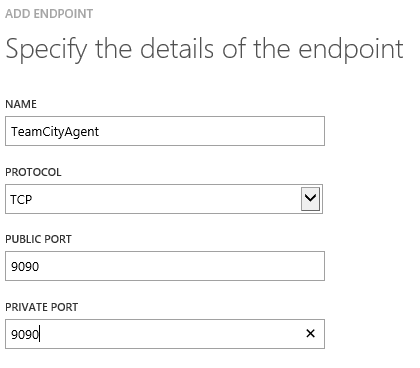 ADD ENDPOINT
Specify the details of the endpoint
NAME
TeamCityAgent
PROTOCOL
TCP
PUBLIC PORT
9090
PRIVATE PORT
9090